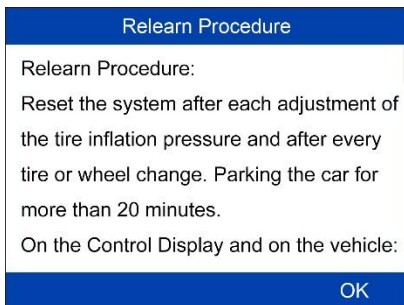 Relearn Procedure
Relearn Procedure:
Reset the system after each adjustment of
the tire inflation pressure and after every
tire or wheel change. Parking the car for
more than 20 minutes.
On the Control Display and on the vehicle:
OK